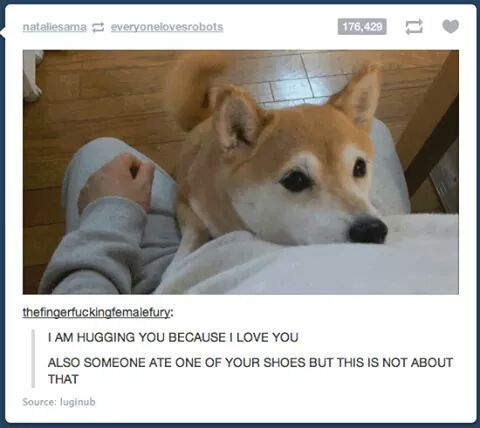 nataliesama everyonelovesrobots 176,429
thefingerfuckingfemalefury:
I AM HUGGING YOU BECAUSE I LOVE YOU
ALSO SOMEONE ATE ONE OF YOUR SHOES BUT THIS IS NOT ABOUT
THAT
Source: luginub